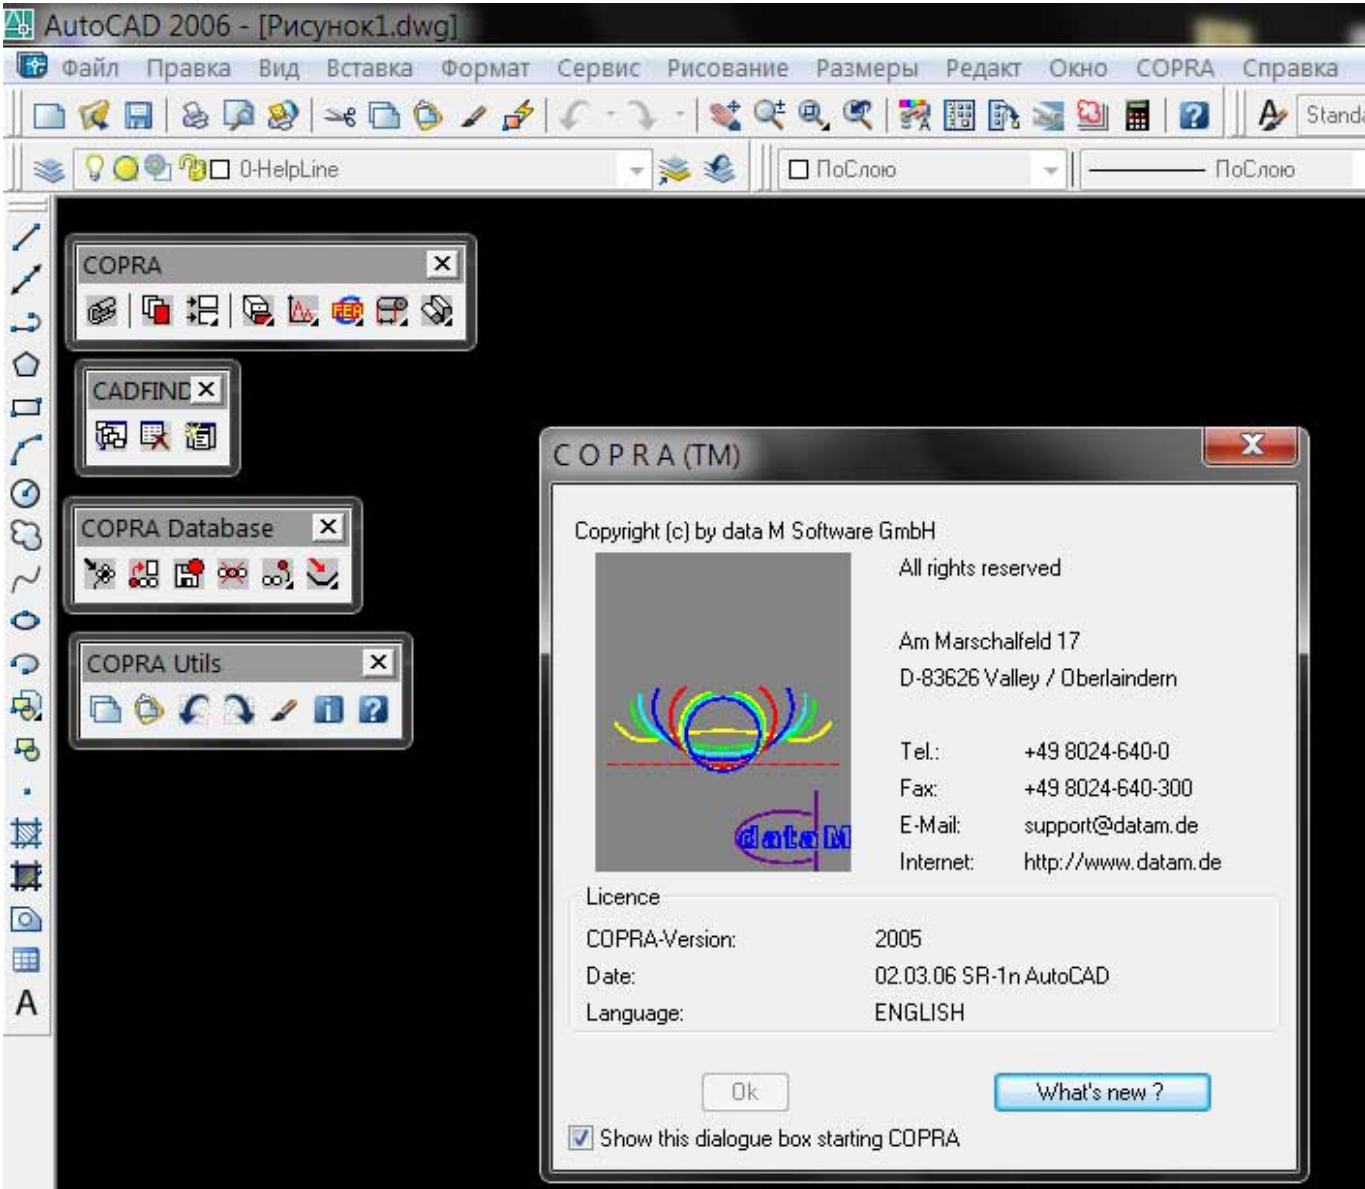 AutoCAD 2006 - [Рисунок1.dwg]
Файл Правка Вид Вставка Формат Сервис Рисование Размеры Редакт Окно COPRA Справка
Standa
0-HelpLine ПоСлою ПоСлою
COPRA
FEA
CADFIND
COPRA Database
COPRA Utils
A
C O P R A (TM)
Copyright (c) by data M Software GmbH
All rights reserved
Am Marschalfeld 17
D-83626 Valley / Oberlaindern
Tel.: +49 8024-640-0
Fax: +49 8024-640-300
E-Mail: support@datam.de
Internet: http://www.datam.de
data M
Licence
COPRA-Version: 2005
Date: 02.03.06 SR-1n AutoCAD
Language: ENGLISH
Ok What's new ?
Show this dialogue box starting COPRA